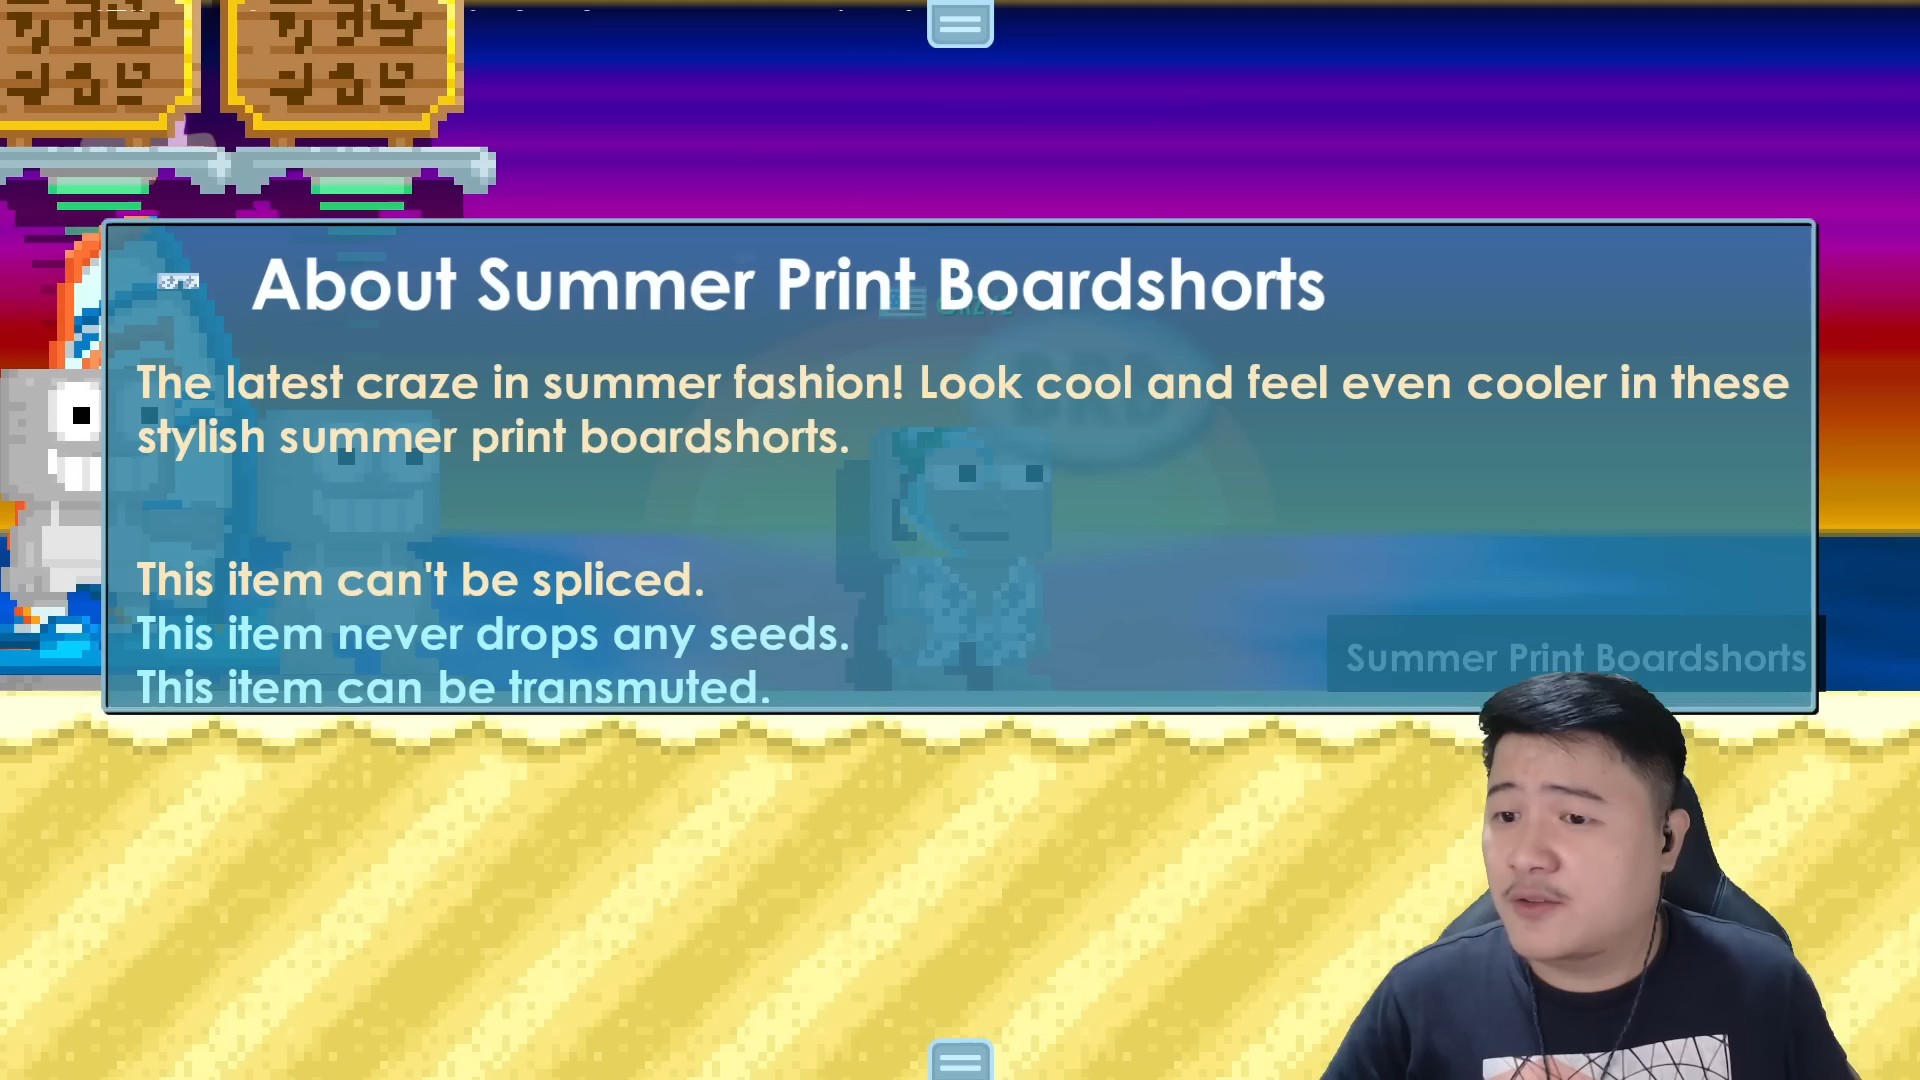 About Summer Print Boardshorts
The latest craze in summer fashion! Look cool and feel even cooler in these
stylish summer print boardshorts.
This item can't be spliced.
This item never drops any seeds.
This item can be transmuted.
Summer Print Boardshorts